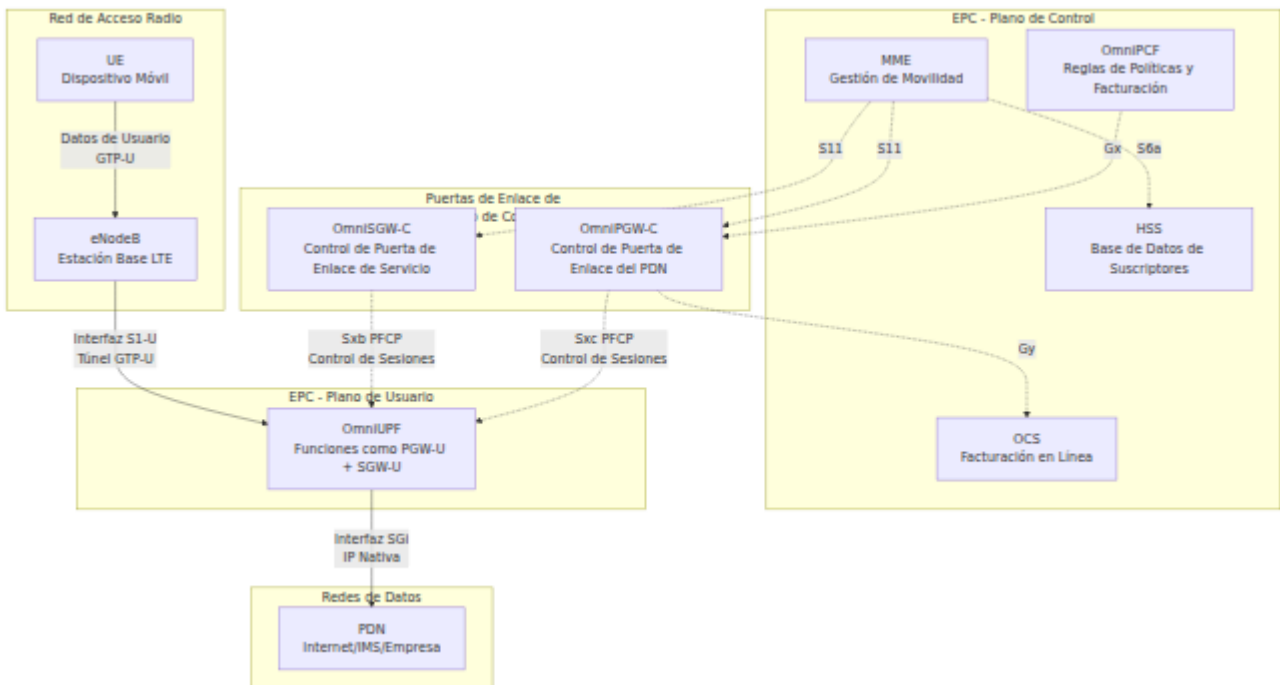 Red de Acceso Radio
UE
Dispositivo Móvil
Datos de Usuario
GTP-U
eNodeB
Estación Base LTE
Interfaz S1-U
Túnel GTP-U
EPC - Plano de Control
MME
Gestión de Movilidad
OmniPCF
Reglas de Políticas y
Facturación
S11
S11
Gx
S6a
HSS
Base de Datos de
Suscriptores
Gy
OCS
Facturación en Línea
Puertas de Enlace de
de
OmniSGW-C
Control de Puerta de
Enlace de Servicio
OmniPGW-C
Control de Puerta de
Enlace del PDN
Sxb PFCP
Control de Sesiones
Sxc PFCP
Control de Sesiones
EPC - Plano de Usuario
OmniUPF
Funciones como PGW-U
+ SGW-U
Interfaz SGi
IP Nativa
Redes de Datos
PDN
Internet/IMS/Empresa